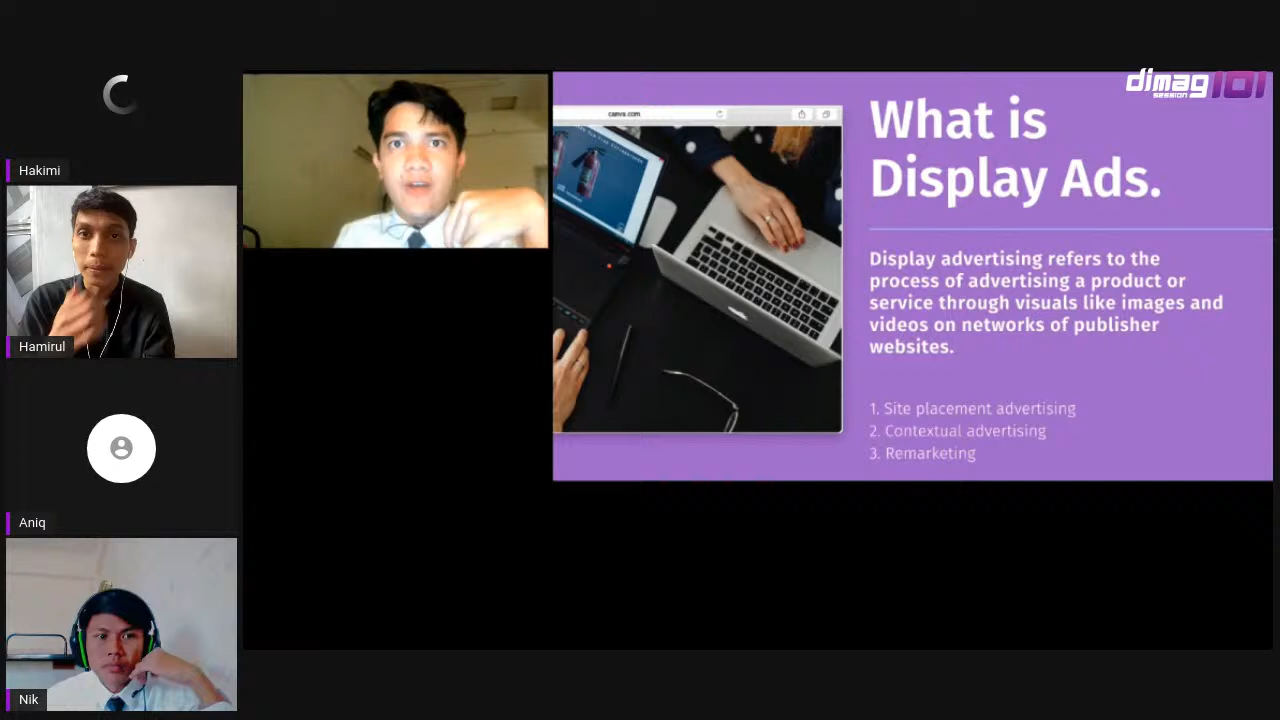 Hakimi
Hamirul
Aniq
Nik
canva.com
dimag101
SESSION
What is
Display Ads.
Display advertising refers to the
process of advertising a product or
service through visuals like images and
videos on networks of publisher
websites.
1. Site placement advertising
2. Contextual advertising
3. Remarketing